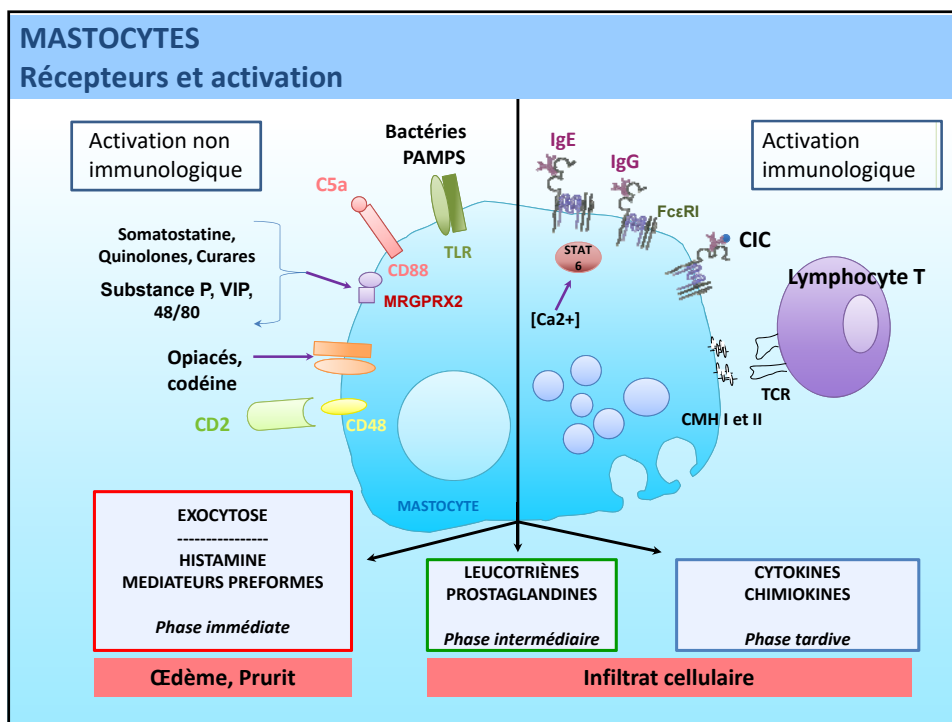 MASTOCYTES
Récepteurs et activation
Activation non
immunologique
Bactéries
PAMPS
IgE
IgG
Activation
immunologique
C5a
FcεRI
TLR
CD88
CIC
STAT
6
Somatostatine,
Quinolones, Curares
Substance P, VIP,
48/80
MRGPRX2
[Ca2+]
Lymphocyte T
Opiacés,
codéine
TCR
CD2
CD48
CMH I et II
MASTOCYTE
EXOCYTOSE
----------------
HISTAMINE
MEDIATEURS PREFORMES
Phase immédiate
LEUCOTRIÈNES
PROSTAGLANDINES
Phase intermédiaire
CYTOKINES
CHIMIOKINES
Phase tardive
Œdème, Prurit
Infiltrat cellulaire